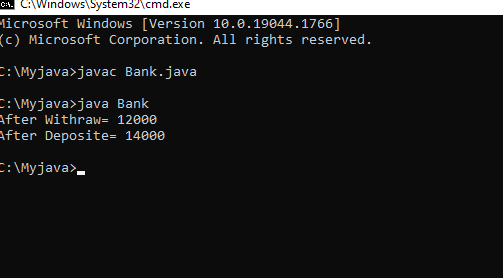 C:\Windows\System32\cmd.exe
Microsoft Windows [Version 10.0.19044.1766]
(c) Microsoft Corporation. All rights reserved.
C:\Myjava>javac Bank.java
C:\Myjava>java Bank
After Withraw= 12000
After Deposite= 14000
C:\Myjava>